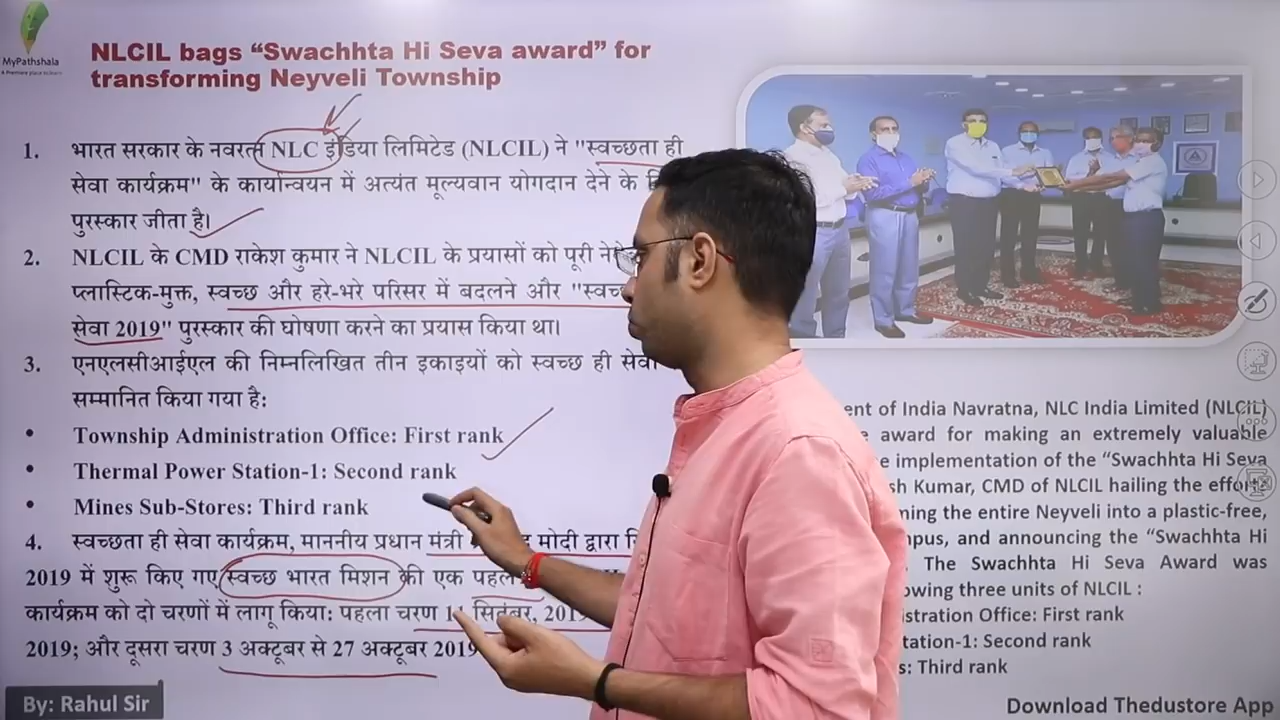 MyPathshala
NLCIL bags “Swachhta Hi Seva award” for
transforming Neyveli Township
1. भारत सरकार के नवरत्न NLC इंडिया लिमिटेड (NLCIL) ने "स्वच्छता ही
सेवा कार्यक्रम" के कार्यान्वयन में अत्यंत मूल्यवान योगदान देने के
पुरस्कार जीता है।
2. NLCIL के CMD राकेश कुमार ने NLCIL के प्रयासों को पूरी
प्लास्टिक-मुक्त, स्वच्छ और हरे-भरे परिसर में बदलने और
सेवा 2019" पुरस्कार की घोषणा करने का प्रयास किया था।
3. एनएलसीआईएल की निम्नलिखित तीन इकाइयों को स्वच्छ ही सेवा
सम्मानित किया गया है:
• Township Administration Office: First rank
• Thermal Power Station-1: Second rank
• Mines Sub-Stores: Third rank
4. स्वच्छता ही सेवा कार्यक्रम, माननीय प्रधान मंत्री मोदी द्वारा
2019 में शुरू किए गए स्वच्छ भारत मिशन की एक पहल
कार्यक्रम को दो चरणों में लागू किया: पहला चरण सितंबर,
2019; और दूसरा चरण 3 अक्टूबर से 27 अक्टूबर 2019
of India Navratna, NLC India Limited (NLCIL)
award for making an extremely valuable
implementation of the “Swachhta Hi Seva
Kumar, CMD of NLCIL hailing the efforts
the entire Neyveli into a plastic-free,
and announcing the “Swachhta Hi
The Swachhta Hi Seva Award was
three units of NLCIL :
Office: First rank
Second rank
Third rank
By: Rahul Sir
Download Thedustore App